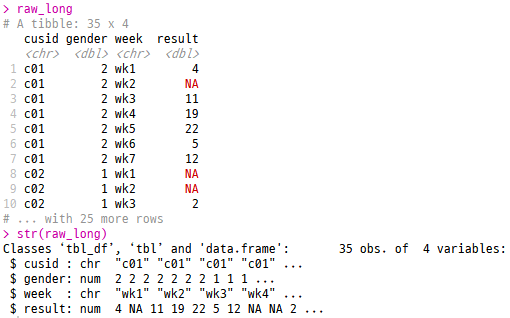 > raw_long
# A tibble: 35 x 4
   cusid gender week  result
   <chr>  <dbl> <chr>  <dbl>
 1 c01        2 wk1        4
 2 c01        2 wk2       NA
 3 c01        2 wk3       11
 4 c01        2 wk4       19
 5 c01        2 wk5       22
 6 c01        2 wk6        5
 7 c01        2 wk7       12
 8 c02        1 wk1       NA
 9 c02        1 wk2       NA
10 c02        1 wk3        2
# ... with 25 more rows
> str(raw_long)
Classes ‘tbl_df’, ‘tbl’ and 'data.frame':	35 obs. of  4 variables:
 $ cusid : chr  "c01" "c01" "c01" "c01" ...
 $ gender: num  2 2 2 2 2 2 2 1 1 1 ...
 $ week  : chr  "wk1" "wk2" "wk3" "wk4" ...
 $ result: num  4 NA 11 19 22 5 12 NA NA 2 ...